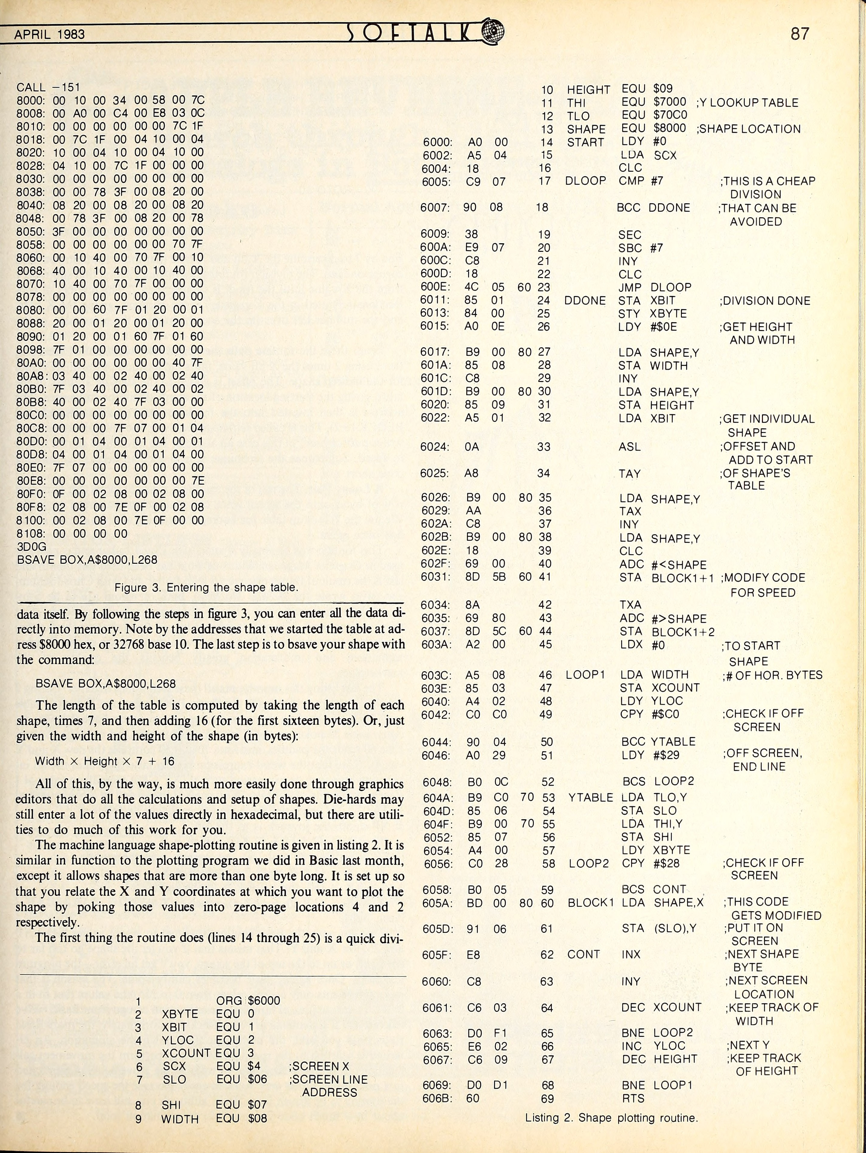 APRIL 1983
SOFTALK
87
CALL -151
8000: 00 10 00 34 00 58 00 7C
8008: 00 A0 00 C4 00 E8 03 0C
8010: 00 00 00 00 00 00 7C 1F
8018: 00 7C 1F 00 04 10 00 04
8020: 10 00 04 10 00 04 10 00
8028: 04 10 00 7C 1F 00 00 00
8030: 00 00 00 00 00 00 00 00
8038: 00 00 78 3F 00 08 20 00
8040: 08 20 00 08 20 00 08 20
8048: 00 78 3F 00 08 20 00 78
8050: 3F 00 00 00 00 00 00 00
8058: 00 00 00 00 00 00 70 7F
8060: 00 10 40 00 70 7F 00 10
8068: 40 00 10 40 00 10 40 00
8070: 10 40 00 70 7F 00 00 00
8078: 00 00 00 00 00 00 00 00
8080: 00 00 60 7F 01 20 00 01
8088: 20 00 01 20 00 01 20 00
8090: 01 20 00 01 60 7F 01 60
8098: 7F 01 00 00 00 00 00 00
80A0: 00 00 00 00 00 00 40 7F
80A8: 03 40 00 02 40 00 02 40
80B0: 7F 03 40 00 02 40 00 02
80B8: 40 00 02 40 7F 03 00 00
80C0: 00 00 00 00 00 00 00 00
80C8: 00 00 00 7F 07 00 01 04
80D0: 00 01 04 00 01 04 00 01
80D8: 04 00 01 04 00 01 04 00
80E0: 7F 07 00 00 00 00 00 00
80E8: 00 00 00 00 00 00 00 7E
80F0: 0F 00 02 08 00 02 08 00
80F8: 02 08 00 7E 0F 00 02 08
8100: 00 02 08 00 7E 0F 00 00
8108: 00 00 00 00
3D0G
BSAVE BOX,A$8000,L268
Figure 3. Entering the shape table.
data itself. By following the steps in figure 3, you can enter all the data di-
rectly into memory. Note by the addresses that we started the table at ad-
ress $8000 hex, or 32768 base 10. The last step is to bsave your shape with
the command:
BSAVE BOX,A$8000,L268
The length of the table is computed by taking the length of each
shape, times 7, and then adding 16 (for the first sixteen bytes). Or, just
given the width and height of the shape (in bytes):
Width × Height × 7 + 16
All of this, by the way, is much more easily done through graphics
editors that do all the calculations and setup of shapes. Die-hards may
still enter a lot of the values directly in hexadecimal, but there are utili-
ties to do much of this work for you.
The machine language shape-plotting routine is given in listing 2. It is
similar in function to the plotting program we did in Basic last month,
except it allows shapes that are more than one byte long. It is set up so
that you relate the X and Y coordinates at which you want to plot the
shape by poking those values into zero-page locations 4 and 2
respectively.
The first thing the routine does (lines 14 through 25) is a quick divi-
1 ORG $6000
2 XBYTE EQU 0
3 XBIT EQU 1
4 YLOC EQU 2
5 XCOUNT EQU 3
6 SCX EQU $4 ;SCREEN X
7 SLO EQU $06 ;SCREEN LINE
ADDRESS
8 SHI EQU $07
9 WIDTH EQU $08
10 HEIGHT EQU $09
11 THI EQU $7000 ;Y LOOKUP TABLE
12 TLO EQU $70C0
13 SHAPE EQU $8000 ;SHAPE LOCATION
6000: A0 00 14 START LDY #0
6002: A5 04 15 LDA SCX
6004: 18 16 CLC
6005: C9 07 17 DLOOP CMP #7 ;THIS IS A CHEAP
DIVISION
6007: 90 08 18 BCC DDONE ;THAT CAN BE
AVOIDED
6009: 38 19 SEC
600A: E9 07 20 SBC #7
600C: C8 21 INY
600D: 18 22 CLC
600E: 4C 05 60 23 JMP DLOOP
6011: 85 01 24 DDONE STA XBIT ;DIVISION DONE
6013: 84 00 25 STY XBYTE
6015: A0 0E 26 LDY #$0E ;GET HEIGHT
AND WIDTH
6017: B9 00 80 27 LDA SHAPE,Y
601A: 85 08 28 STA WIDTH
601C: C8 29 INY
601D: B9 00 80 30 LDA SHAPE,Y
6020: 85 09 31 STA HEIGHT
6022: A5 01 32 LDA XBIT ;GET INDIVIDUAL
SHAPE
6024: 0A 33 ASL ;OFFSET AND
ADD TO START
6025: A8 34 TAY ;OF SHAPE'S
TABLE
6026: B9 00 80 35 LDA SHAPE,Y
6029: AA 36 TAX
602A: C8 37 INY
602B: B9 00 80 38 LDA SHAPE,Y
602E: 18 39 CLC
602F: 69 00 40 ADC #<SHAPE
6031: 8D 5B 60 41 STA BLOCK1+1 ;MODIFY CODE
FOR SPEED
6034: 8A 42 TXA
6035: 69 80 43 ADC #>SHAPE
6037: 8D 5C 60 44 STA BLOCK1+2
603A: A2 00 45 LDX #0 ;TO START
SHAPE
603C: A5 08 46 LOOP1 LDA WIDTH ;# OF HOR. BYTES
603E: 85 03 47 STA XCOUNT
6040: A4 02 48 LDY YLOC
6042: C0 C0 49 CPY #$C0 ;CHECK IF OFF
SCREEN
6044: 90 04 50 BCC YTABLE
6046: A0 29 51 LDY #$29 ;OFF SCREEN,
END LINE
6048: B0 0C 52 BCS LOOP2
604A: B9 C0 70 53 YTABLE LDA TLO,Y
604D: 85 06 54 STA SLO
604F: B9 00 70 55 LDA THI,Y
6052: 85 07 56 STA SHI
6054: A4 00 57 LDY XBYTE
6056: C0 28 58 LOOP2 CPY #$28 ;CHECK IF OFF
SCREEN
6058: B0 05 59 BCS CONT
605A: BD 00 80 60 BLOCK1 LDA SHAPE,X ;THIS CODE
GETS MODIFIED
605D: 91 06 61 STA (SLO),Y ;PUT IT ON
SCREEN
605F: E8 62 CONT INX ;NEXT SHAPE
BYTE
6060: C8 63 INY ;NEXT SCREEN
LOCATION
6061: C6 03 64 DEC XCOUNT ;KEEP TRACK OF
WIDTH
6063: D0 F1 65 BNE LOOP2
6065: E6 02 66 INC YLOC ;NEXT Y
6067: C6 09 67 DEC HEIGHT ;KEEP TRACK
OF HEIGHT
6069: D0 D1 68 BNE LOOP1
606B: 60 69 RTS
Listing 2. Shape plotting routine.